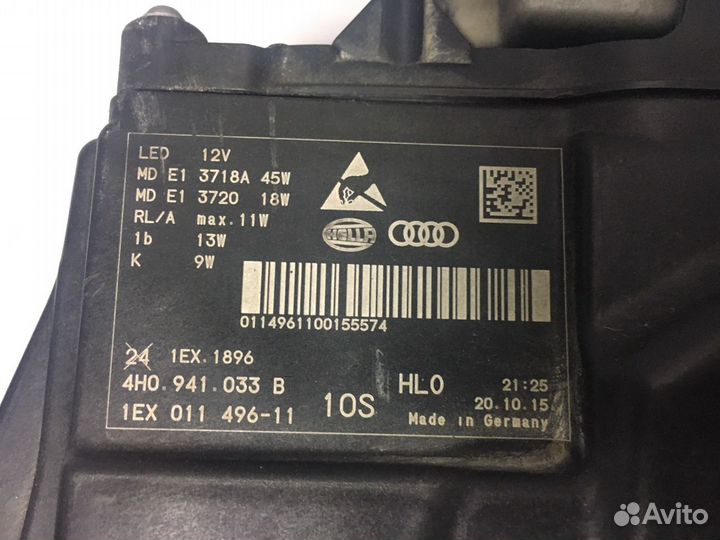 LED 12V
MD E1 3718A 45W
MD E1 3720 18W
RL/A max.11W
1b 13W
K 9W
HELLA
0114961100155574
24 1EX.1896
4H0.941.033 B
1EX 011 496-11
10S
HL0
21:25
20.10.15
Made in Germany
Avito